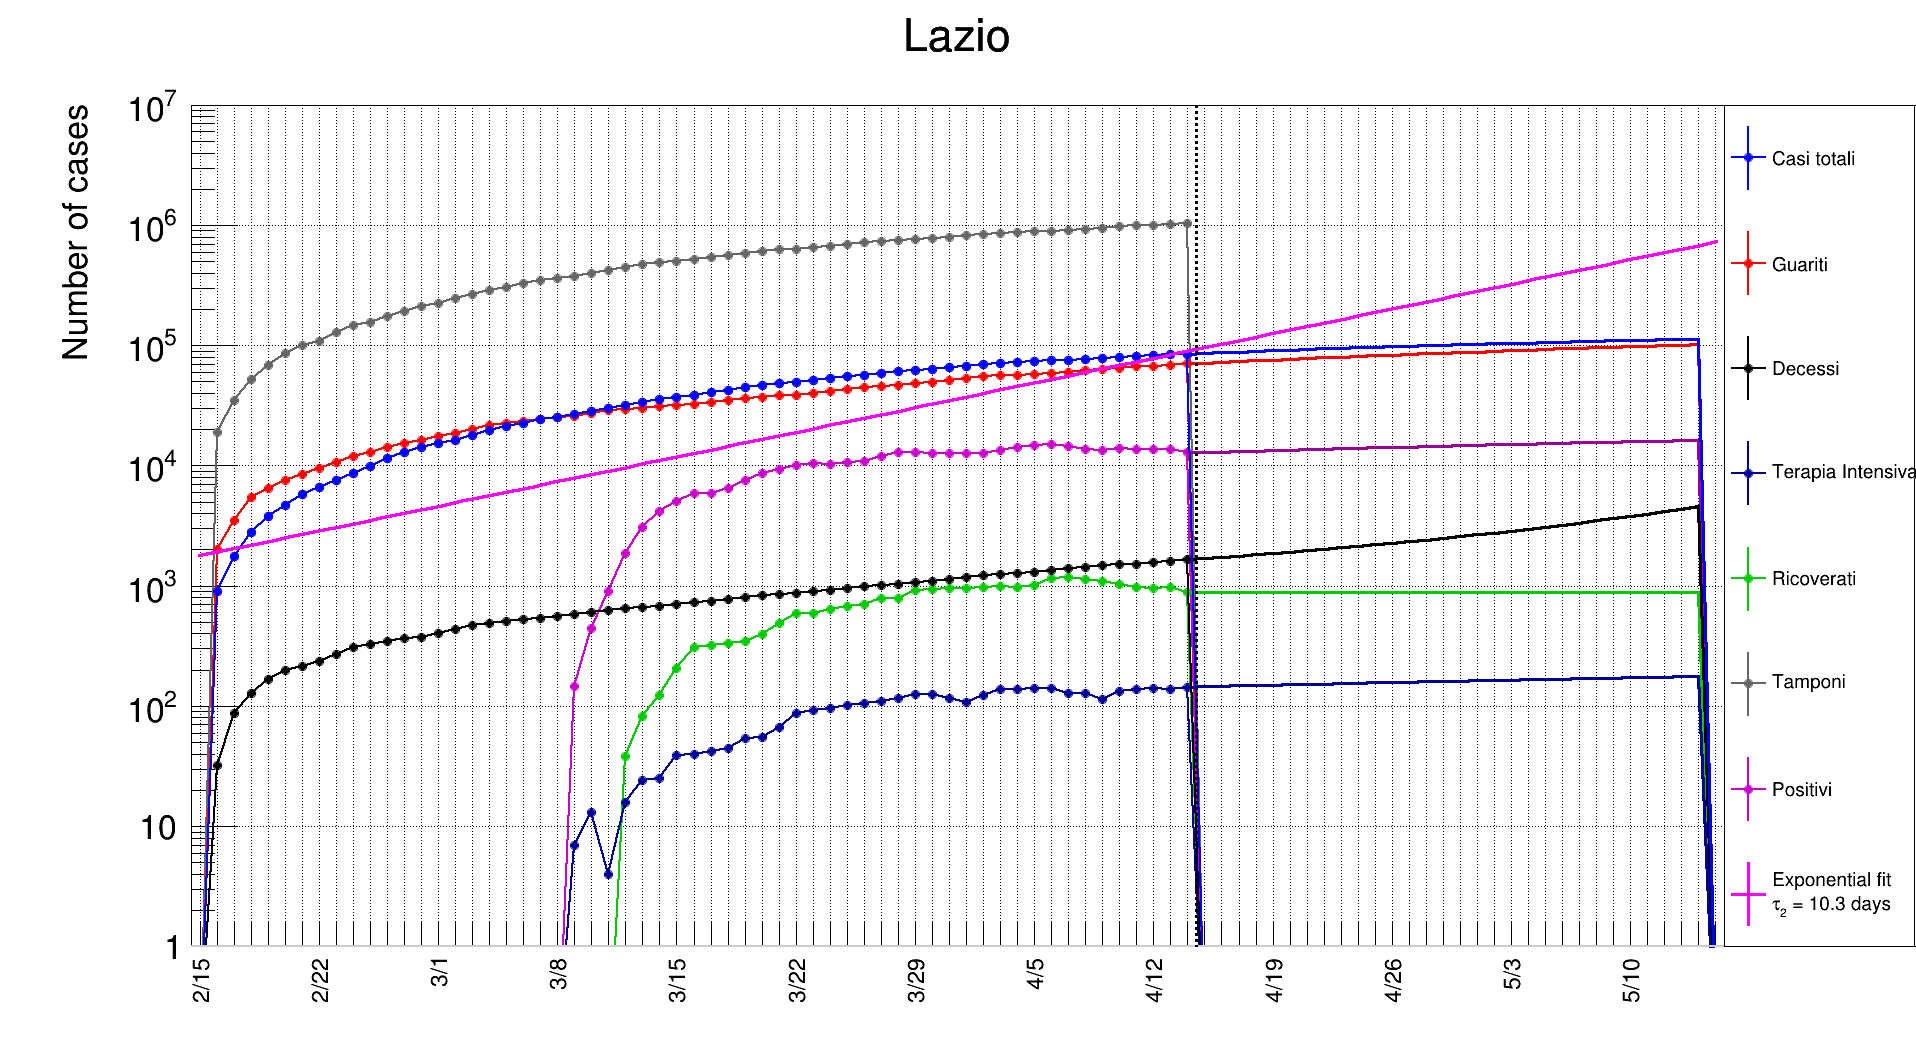 Lazio
Number of cases
10^7
10^6
10^5
10^4
10^3
10^2
10
1
2/15
2/22
3/1
3/8
3/15
3/22
3/29
4/5
4/12
4/19
4/26
5/3
5/10
Casi totali
Guariti
Decessi
Terapia Intensiva
Ricoverati
Tamponi
Positivi
Exponential fit
τ₂ = 10.3 days